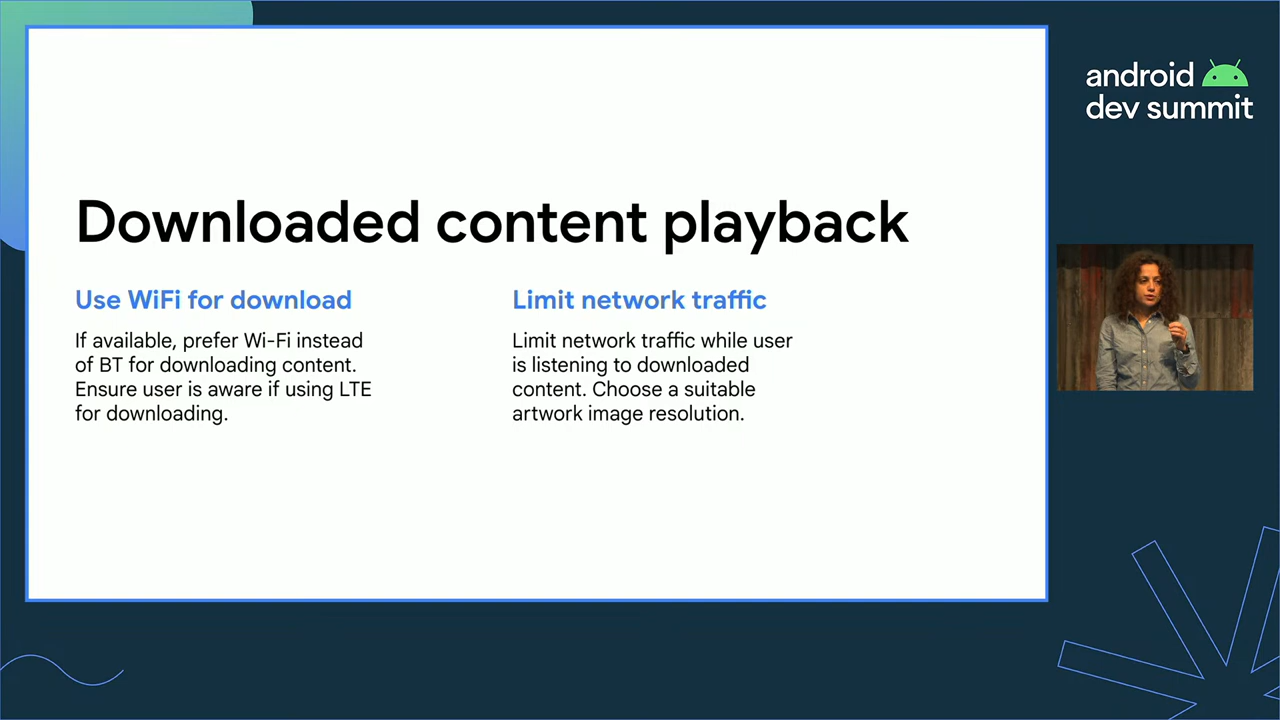 android
dev summit
Downloaded content playback
Use WiFi for download
If available, prefer Wi-Fi instead
of BT for downloading content.
Ensure user is aware if using LTE
for downloading.
Limit network traffic
Limit network traffic while user
is listening to downloaded
content. Choose a suitable
artwork image resolution.